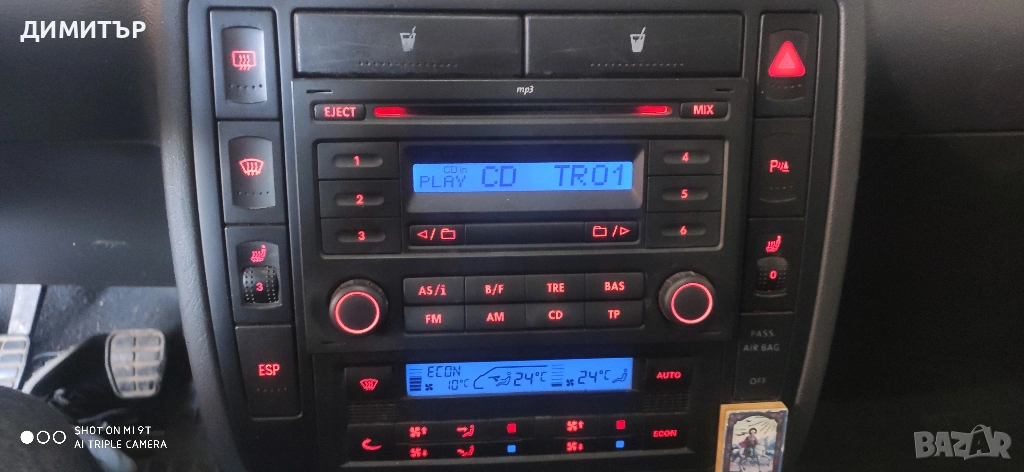 ДИМИТЪР
mp3
EJECT
MIX
1
4
CD in
PLAY CD TR01
2
5
3
6
3
0
AS/i B/F TRE BAS
FM AM CD TP
PASS.
AIR BAG
OFF
ESP
ECON
10°C 24°C 24°C
AUTO
ECON
SHOT ON MI 9T
AI TRIPLE CAMERA
BAZAR